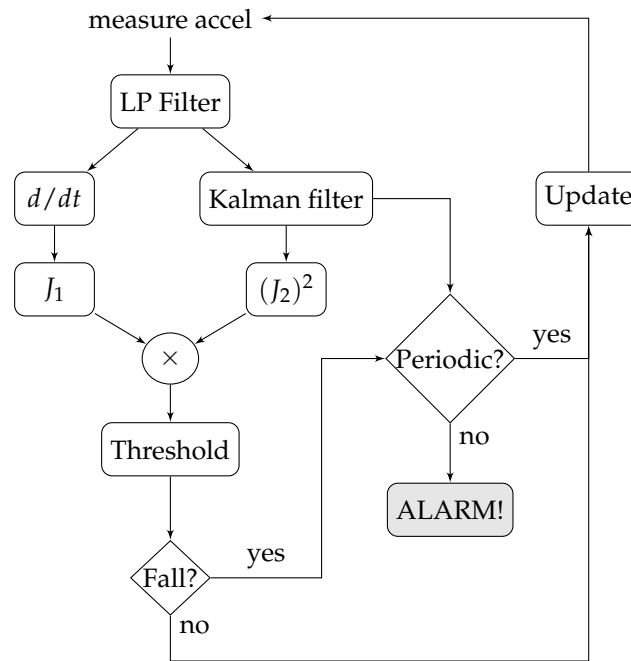 measure accel
LP Filter
d/dt
Kalman filter
Update
J₁
(J₂)²
×
Periodic?
yes
no
Threshold
ALARM!
Fall?
yes
no